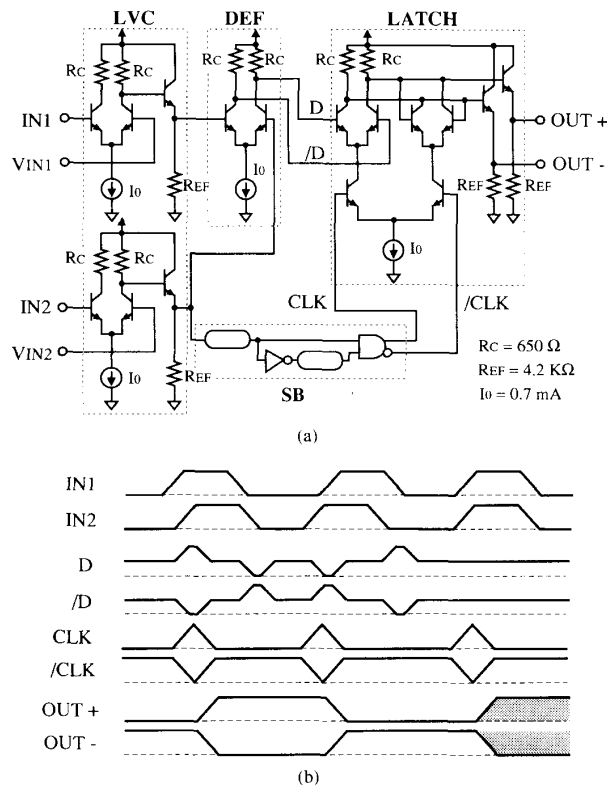 LVC DEF LATCH
RC RC RC RC RC RC
IN1 D OUT +
VIN1 /D OUT -
I0 REF I0 REF REF
RC RC I0
IN2 CLK /CLK
VIN2
I0 REF SB
RC = 650 Ω
REF = 4.2 KΩ
I0 = 0.7 mA
(a)
IN1
IN2
D
/D
CLK
/CLK
OUT +
OUT -
(b)